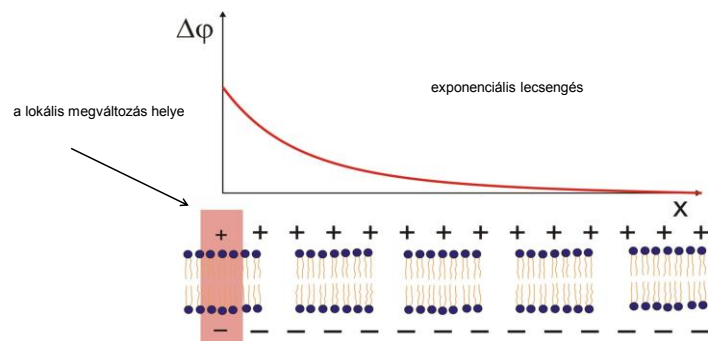 Δφ
exponenciális lecsengés
a lokális megváltozás helye
x
+ + + + + + + + + + + + + +
− − − − − − − − − − − − − −